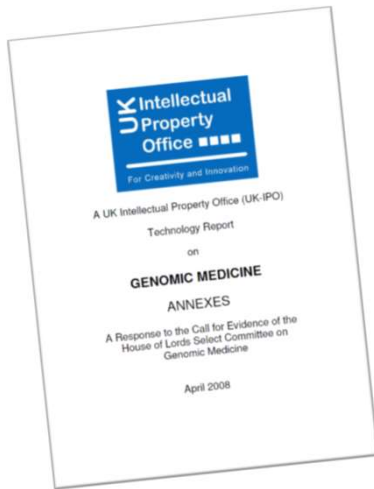 UK Intellectual
Property
Office
For Creativity and Innovation
A UK Intellectual Property Office (UK-IPO)
Technology Report
on
GENOMIC MEDICINE
ANNEXES
A Response to the Call for Evidence of the
House of Lords Select Committee on
Genomic Medicine
April 2008